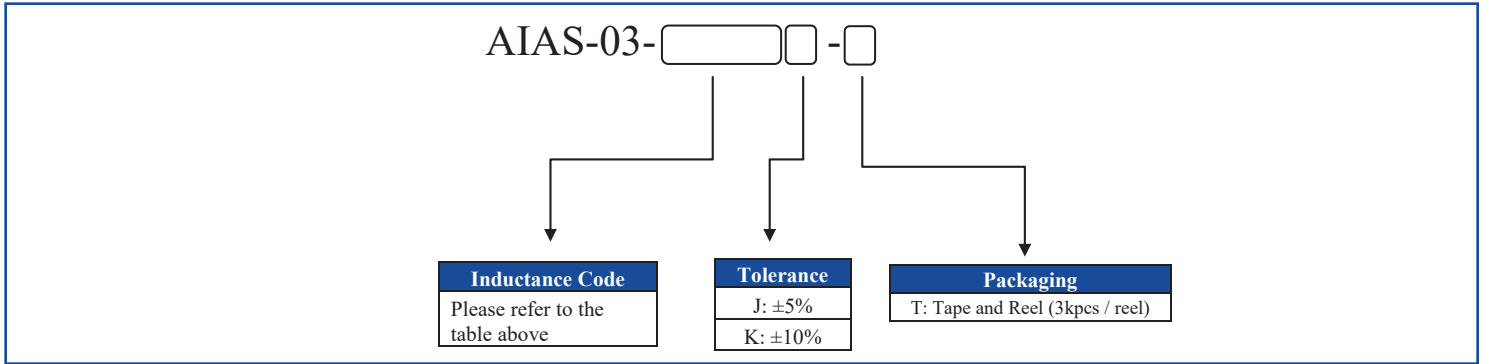 AIAS-03- -
Inductance Code
Please refer to the
table above
Tolerance
J: ±5%
K: ±10%
Packaging
T: Tape and Reel (3kpcs / reel)